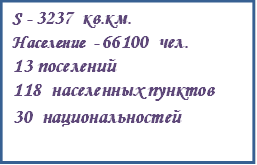 S - 3237 кв.км.
Население - 66100 чел.
13 поселений
118 населенных пунктов
30 национальностей